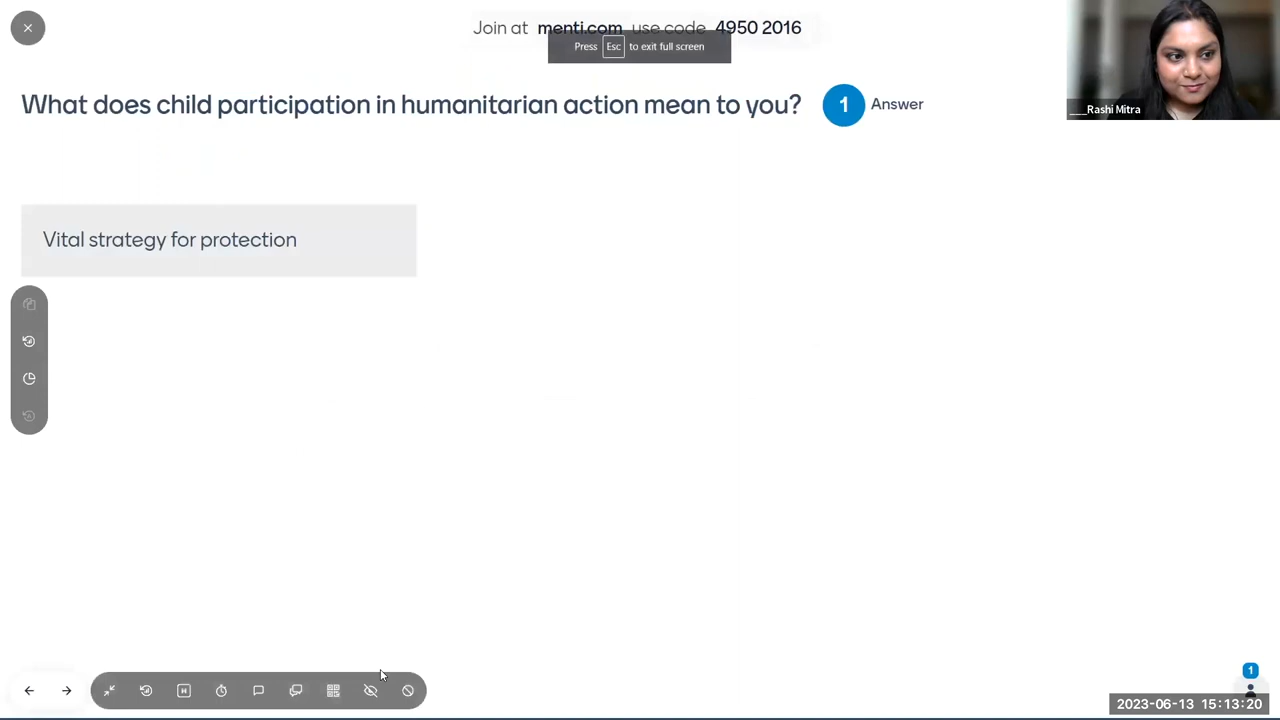 Join at menti.com use code 4950 2016
Press Esc to exit full screen
What does child participation in humanitarian action mean to you?
1 Answer
___Rashi Mitra
Vital strategy for protection
1
2023-06-13 15:13:20